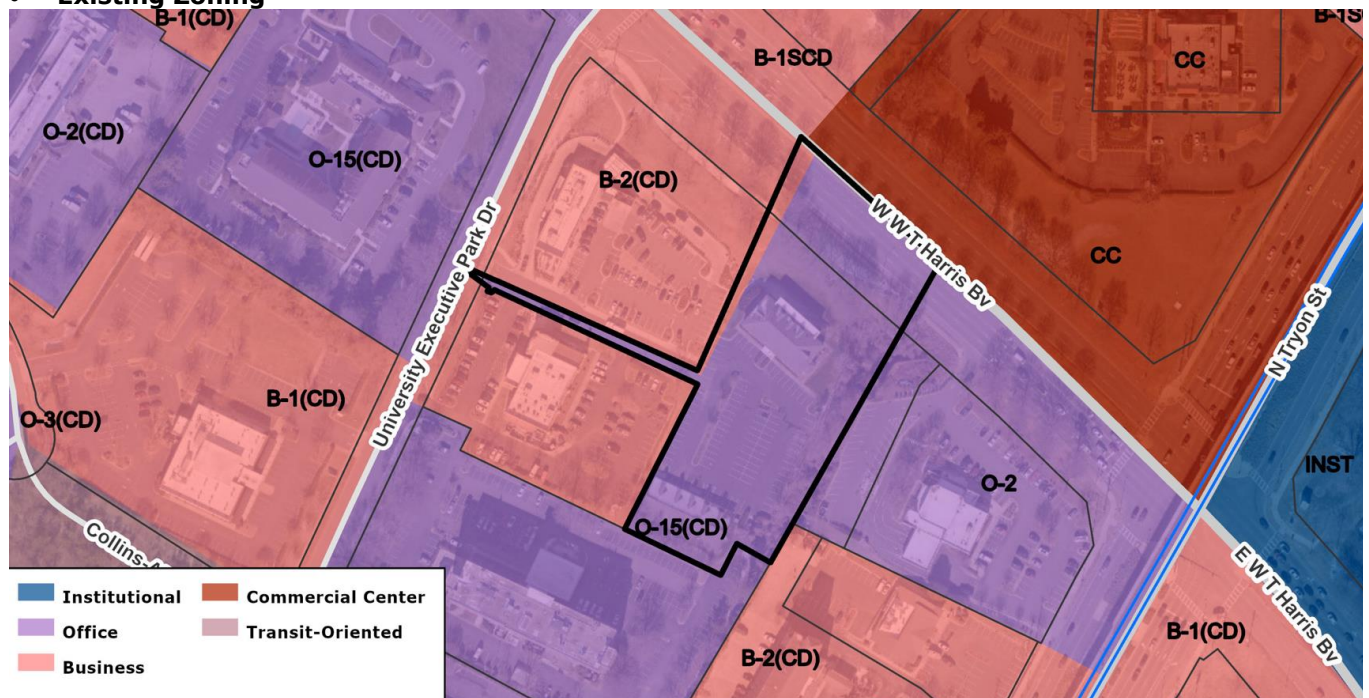 • Existing Zoning
B-1(CD)
B-1SCD
B-1S
CC
O-2(CD)
O-15(CD)
B-2(CD)
W W T Harris Bv
CC
University Executive Park Dr
N Tryon St
B-1(CD)
O-3(CD)
O-2
INST
O-15(CD)
Collins-A
E W T Harris Bv
B-1(CD)
B-2(CD)
Institutional
Commercial Center
Office
Transit-Oriented
Business